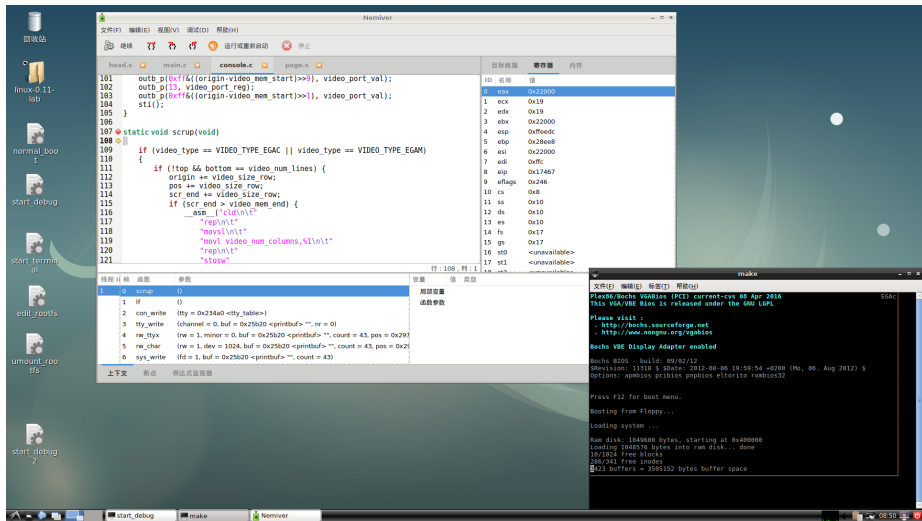 回收站
linux-0.11-
lab
normal_boo
t
start_debug
start_termin
al
edit_rootfs
umount_roo
tfs
start_debug
2
Nemiver
文件(F) 编辑(E) 视图(V) 调试(D) 帮助(H)
继续 运行或重新启动 停止
head.s main.c console.c page.s
101 outb_p(0xff&((origin-video_mem_start)>>9), video_port_val);
102 outb_p(13, video_port_reg);
103 outb_p(0xff&((origin-video_mem_start)>>1), video_port_val);
104 sti();
105 }
106
107 static void scrup(void)
108 {
109 if (video_type == VIDEO_TYPE_EGAC || video_type == VIDEO_TYPE_EGAM)
110 {
111 if (!top && bottom == video_num_lines) {
112 origin += video_size_row;
113 pos += video_size_row;
114 scr_end += video_size_row;
115 if (scr_end > video_mem_end) {
116 __asm__("cld\n\t"
117 "rep\n\t"
118 "movsl\n\t"
119 "movl video_num_columns,%1\n\t"
120 "rep\n\t"
121 "stosw"
行：108，列：1
目标终端 寄存器 内存
ID 名称 值
0 eax 0x22000
1 ecx 0x19
2 edx 0x19
3 ebx 0x22000
4 esp 0xffeedc
5 ebp 0x28ee8
6 esi 0x22000
7 edi 0xffc
8 eip 0x17467
9 eflags 0x246
10 cs 0x8
11 ss 0x10
12 ds 0x10
13 es 0x10
14 fs 0x17
15 gs 0x17
16 st0 <unavailable>
17 st1 <unavailable>
帧 函数 参数
1 0 scrup ()
1 lf ()
2 con_write (tty = 0x234a0 <tty_table>)
3 tty_write (channel = 0, buf = 0x25b20 <printbuf> "", nr = 0)
4 rw_ttyx (rw = 1, minor = 0, buf = 0x25b20 <printbuf> "", count = 43, pos = 0x297
5 rw_char (rw = 1, dev = 1024, buf = 0x25b20 <printbuf> "", count = 43, pos = 0x29
6 sys_write (fd = 1, buf = 0x25b20 <printbuf> "", count = 43)
变量 值 类型
局部变量
函数参数
上下文 断点 表达式监视器
make
文件(F) 编辑(E) 标签(T) 帮助(H)
Plex86/Bochs VGABios (PCI) current-cvs 08 Apr 2016 EGAc
This VGA/VBE Bios is released under the GNU LGPL
Please visit :
. http://bochs.sourceforge.net
. http://www.nongnu.org/vgabios
Bochs VBE Display Adapter enabled
Bochs BIOS - build: 09/02/12
$Revision: 11318 $ $Date: 2012-08-06 19:59:54 +0200 (Mo, 06. Aug 2012) $
Options: apmbios pcibios pnpbios eltorito rombios32
Press F12 for boot menu.
Booting from Floppy...
Loading system ...
Ram disk: 1049600 bytes, starting at 0x400000
Loading 1048576 bytes into ram disk... done
10/1024 free blocks
286/341 free inodes
3423 buffers = 3505152 bytes buffer space
start_debug make Nemiver 08:50